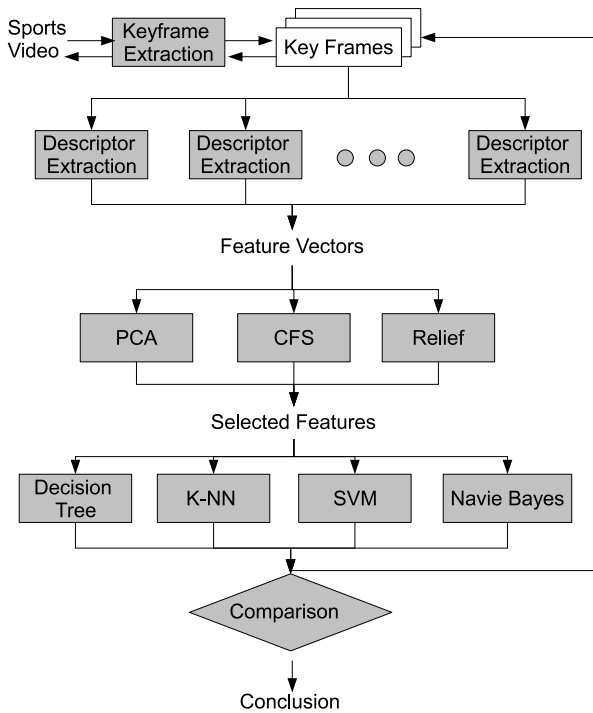 Sports
Video
Keyframe
Extraction
Key Frames
Descriptor
Extraction
Descriptor
Extraction
Descriptor
Extraction
Feature Vectors
PCA
CFS
Relief
Selected Features
Decision
Tree
K-NN
SVM
Navie Bayes
Comparison
Conclusion